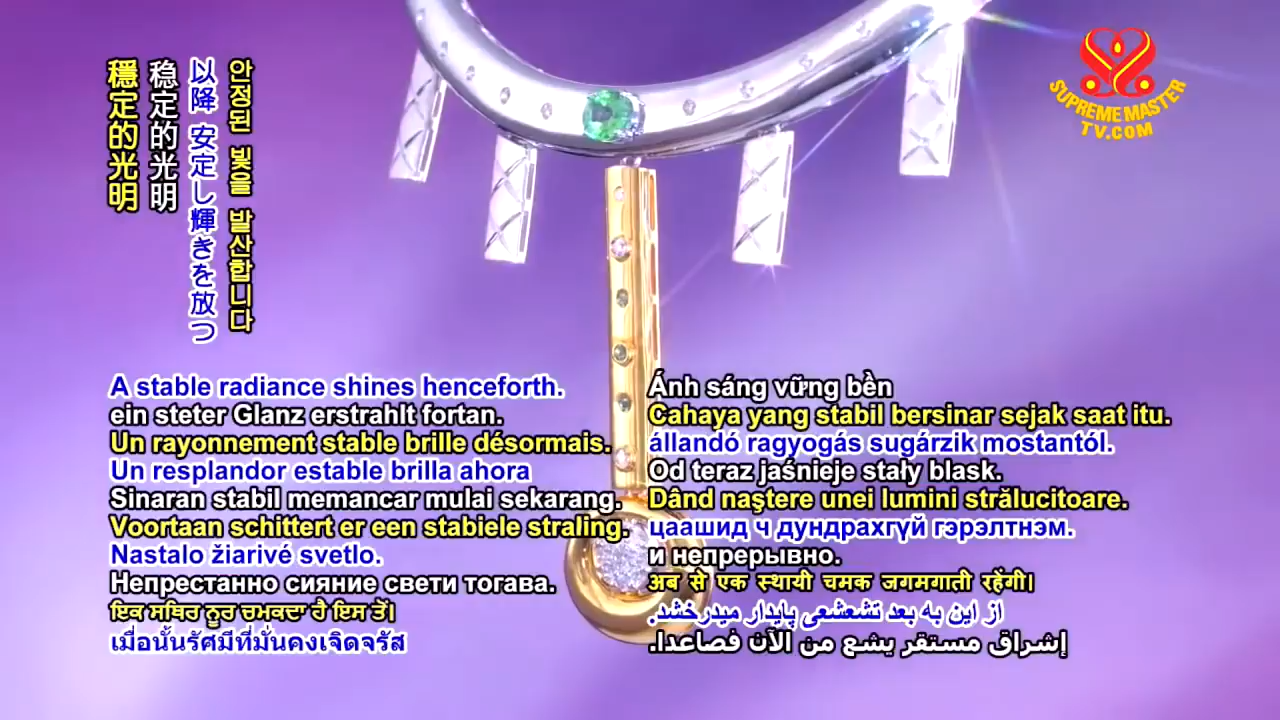 穩定的光明
稳定的光明
以降 安定し輝きを放つ
안정된 빛을 발산합니다
SUPREME MASTER
TV.COM
A stable radiance shines henceforth.
ein steter Glanz erstrahlt fortan.
Un rayonnement stable brille désormais.
Un resplandor estable brilla ahora
Sinaran stabil memancar mulai sekarang.
Voortaan schittert er een stabiele straling.
Nastalo žiarivé svetlo.
Непрестанно сияние свети тогава.
ਇਕ ਸਥਿਰ ਨੂਰ ਚਮਕਦਾ ਹੈ ਇਸ ਤੋਂ।
เมื่อนั้นรัศมีที่มั่นคงเจิดจรัส
Ánh sáng vững bền
Cahaya yang stabil bersinar sejak saat itu.
állandó ragyogás sugárzik mostantól.
Od teraz jaśnieje stały blask.
Dând naştere unei lumini strălucitoare.
цаашид ч дундрахгүй гэрэлтнэм.
и непрерывно.
अब से एक स्थायी चमक जगमगाती रहेंगी।
از این به بعد تشعشعی پایدار میدرخشد.
إشراق مستقر يشع من الآن فصاعدا.